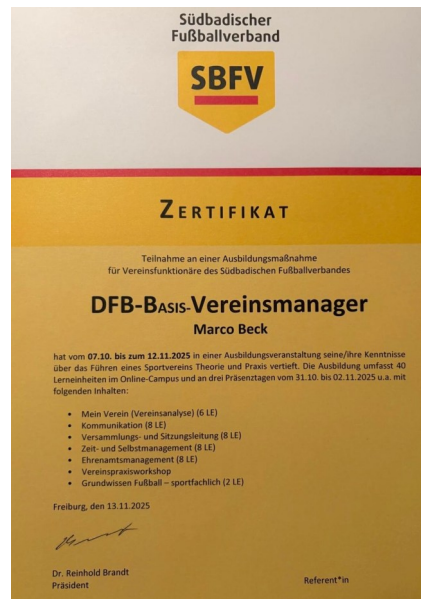 Südbadischer
Fußballverband
SBFV
ZERTIFIKAT
Teilnahme an einer Ausbildungsmaßnahme
für Vereinsfunktionäre des Südbadischen Fußballverbandes
DFB-BASIS-Vereinsmanager
Marco Beck
hat vom 07.10. bis zum 12.11.2025 in einer Ausbildungsveranstaltung seine/ihre Kenntnisse
über das Führen eines Sportvereins Theorie und Praxis vertieft. Die Ausbildung umfasst 40
Lerneinheiten im Online-Campus und an drei Präsenztagen vom 31.10. bis 02.11.2025 u.a. mit
folgenden Inhalten:
• Mein Verein (Vereinsanalyse) (6 LE)
• Kommunikation (8 LE)
• Versammlungs- und Sitzungsleitung (8 LE)
• Zeit- und Selbstmanagement (8 LE)
• Ehrenamtsmanagement (8 LE)
• Vereinspraxisworkshop
• Grundwissen Fußball – sportfachlich (2 LE)
Freiburg, den 13.11.2025
Dr. Reinhold Brandt
Präsident
Referent*in